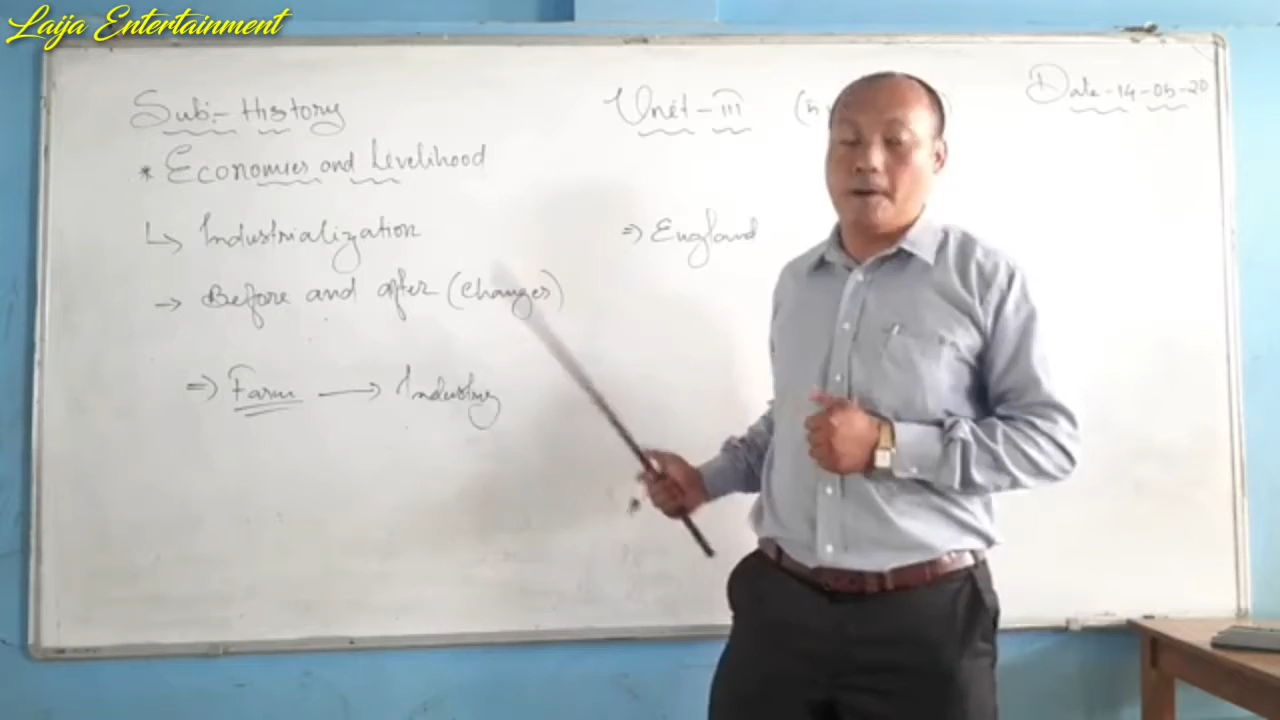 Laija Entertainment
Sub:- History
Unit-III
Date-14-05-20
* Economies and Livelihood
↳ Industrialization
⇒ England
→ Before and after (changes)
⇒ Farm → Industry